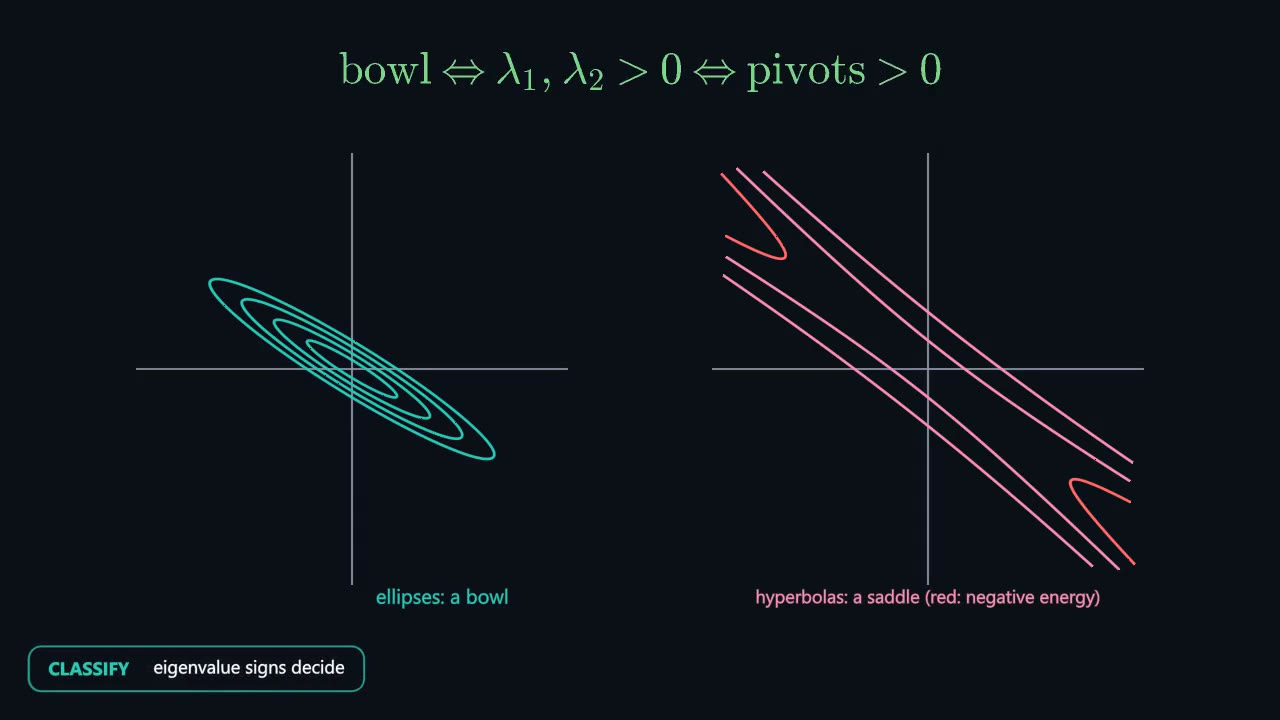 bowl ⇔ λ₁, λ₂ > 0 ⇔ pivots > 0
ellipses: a bowl
hyperbolas: a saddle (red: negative energy)
CLASSIFY eigenvalue signs decide